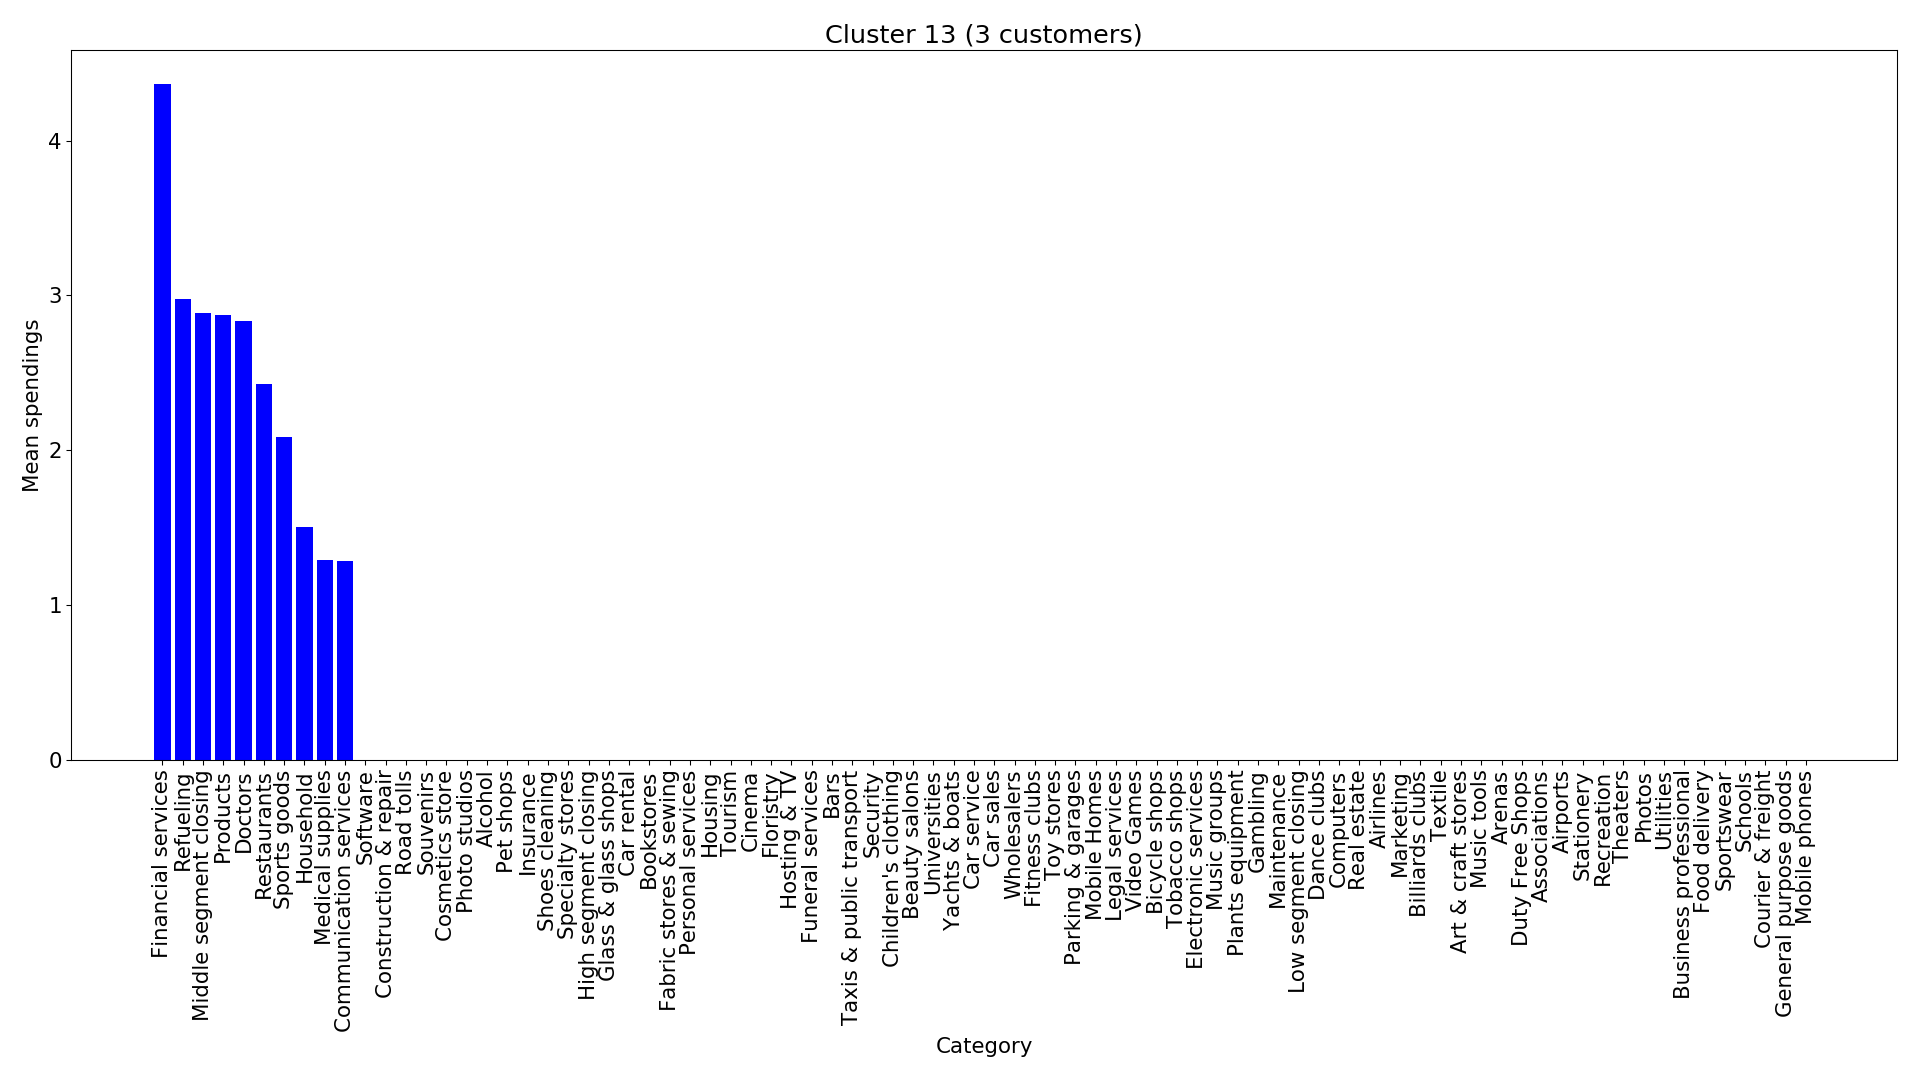 Cluster 13 (3 customers)
Mean spendings
4
3
2
1
0
Financial services
Refueling
Middle segment closing
Products
Doctors
Restaurants
Sports goods
Household
Medical supplies
Communication services
Software
Construction & repair
Road tolls
Souvenirs
Cosmetics store
Photo studios
Alcohol
Pet shops
Insurance
Shoes cleaning
Specialty stores
High segment closing
Glass & glass shops
Car rental
Bookstores
Fabric stores & sewing
Personal services
Housing
Tourism
Cinema
Floristry
Hosting & TV
Funeral services
Bars
Taxis & public transport
Security
Children's clothing
Beauty salons
Universities
Yachts & boats
Car service
Car sales
Wholesalers
Fitness clubs
Toy stores
Parking & garages
Mobile Homes
Legal services
Video Games
Bicycle shops
Tobacco shops
Electronic services
Music groups
Plants equipment
Gambling
Maintenance
Low segment closing
Dance clubs
Computers
Real estate
Airlines
Marketing
Billiards clubs
Textile
Art & craft stores
Music tools
Arenas
Duty Free Shops
Associations
Airports
Stationery
Recreation
Theaters
Photos
Utilities
Business professional
Food delivery
Sportswear
Schools
Courier & freight
General purpose goods
Mobile phones
Category